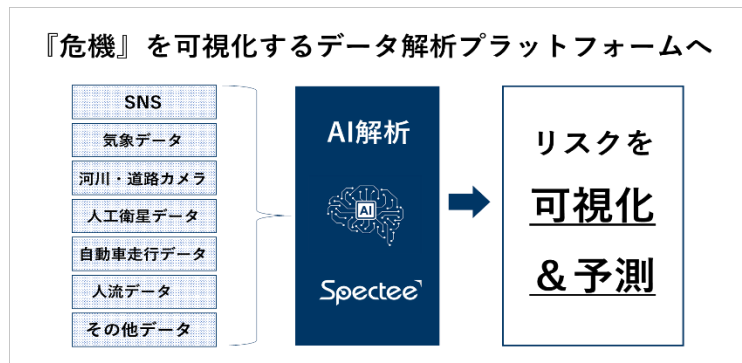 『危機』を可視化するデータ解析プラットフォームへ
SNS
気象データ
河川・道路カメラ
人工衛星データ
自動車走行データ
人流データ
その他データ
AI解析
AI
Spectee
リスクを
可視化
＆予測